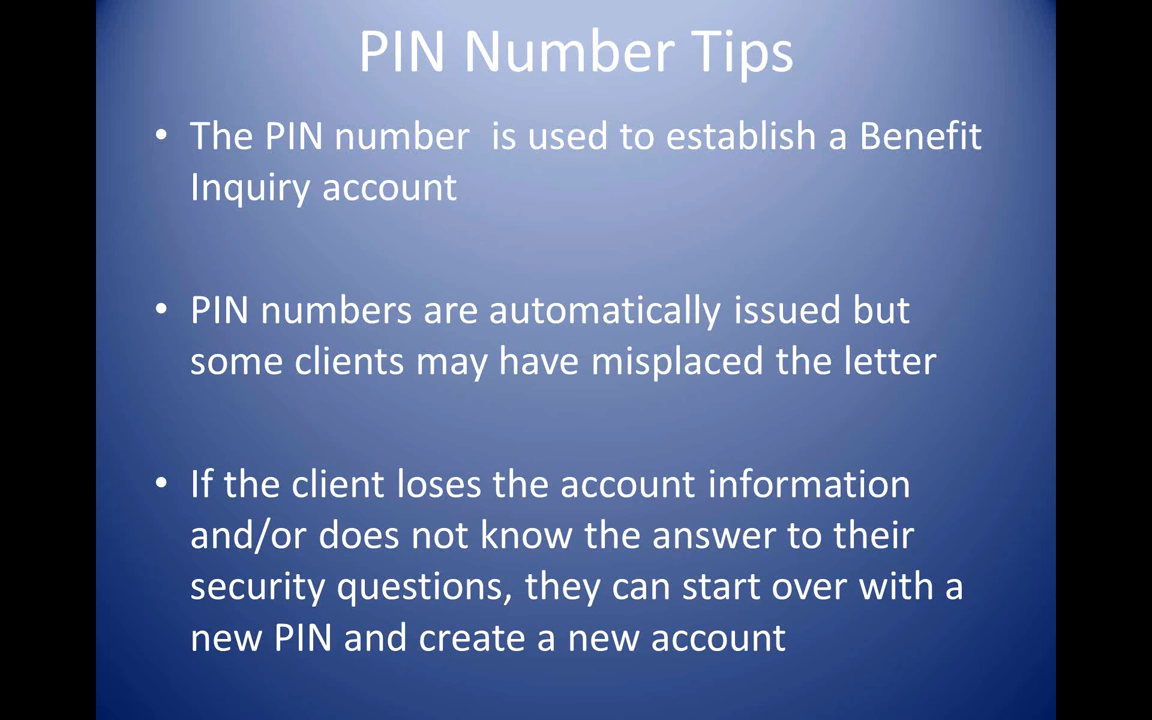 PIN Number Tips
• The PIN number  is used to establish a Benefit
Inquiry account
• PIN numbers are automatically issued but
some clients may have misplaced the letter
• If the client loses the account information
and/or does not know the answer to their
security questions, they can start over with a
new PIN and create a new account